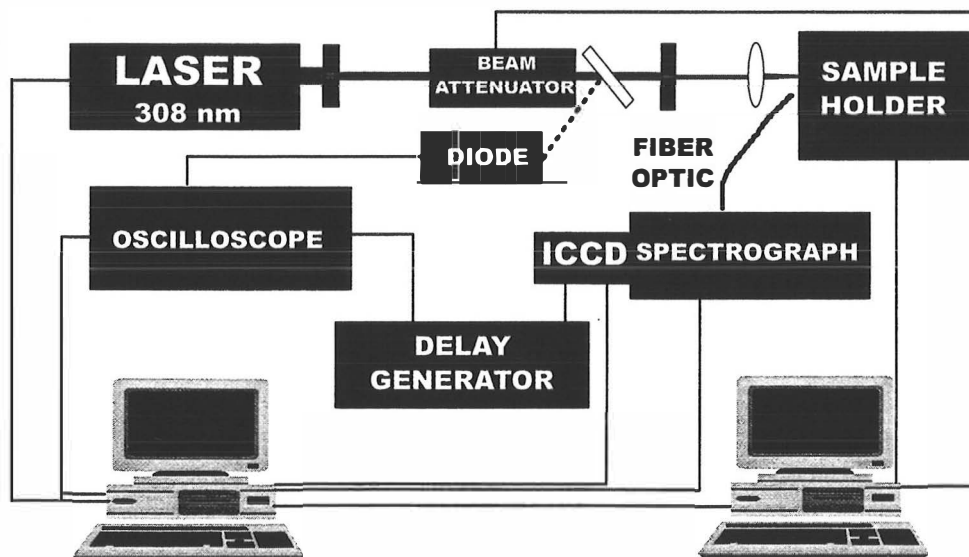 LASER
308 nm
BEAM
ATTENUATOR
SAMPLE
HOLDER
DIODE
FIBER
OPTIC
OSCILLOSCOPE
ICCD
SPECTROGRAPH
DELAY
GENERATOR